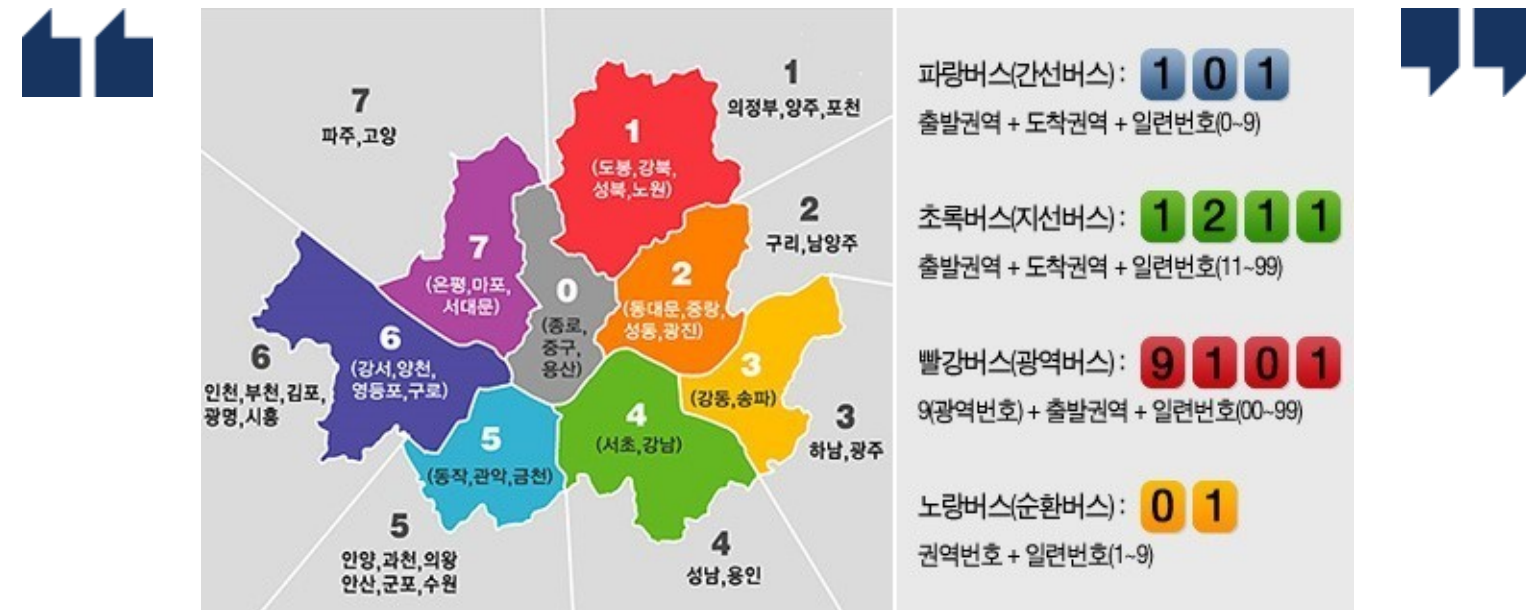 7
파주,고양
1
의정부,양주,포천
1
(도봉,강북,
성북,노원)
2
구리,남양주
7
(은평,마포,
서대문)
0
(종로,
중구,
용산)
2
(동대문,중랑,
성동,광진)
6
(강서,양천,
영등포,구로)
6
인천,부천,김포,
광명,시흥
3
(강동,송파)
3
하남,광주
5
(동작,관악,금천)
4
(서초,강남)
5
안양,과천,의왕
안산,군포,수원
4
성남,용인
파랑버스(간선버스) : 1 0 1
출발권역 + 도착권역 + 일련번호(0~9)
초록버스(지선버스) : 1 2 1 1
출발권역 + 도착권역 + 일련번호(11~99)
빨강버스(광역버스) : 9 1 0 1
9(광역번호) + 출발권역 + 일련번호(00~99)
노랑버스(순환버스) : 0 1
권역번호 + 일련번호(1~9)